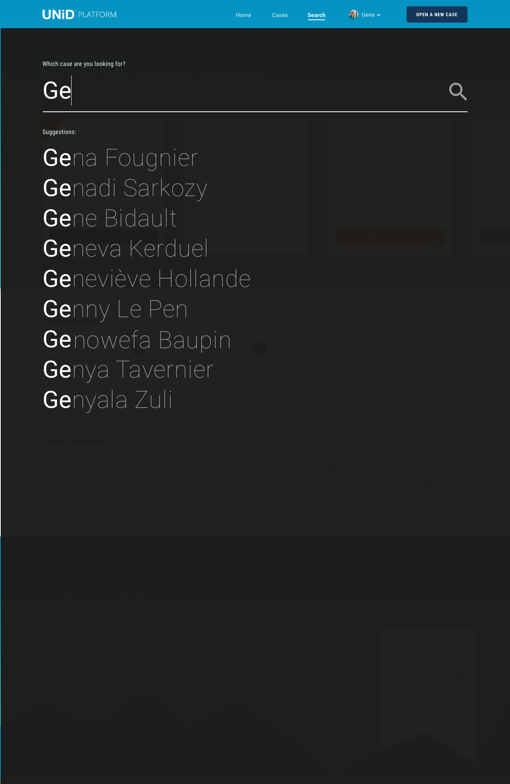 UNiD PLATFORM
Home Cases Search Gene OPEN A NEW CASE
Which case are you looking for?
Ge
Suggestions:
Gena Fougnier
Genadi Sarkozy
Gene Bidault
Geneva Kerduel
Geneviève Hollande
Genny Le Pen
Genowefa Baupin
Genya Tavernier
Genyala Zuli